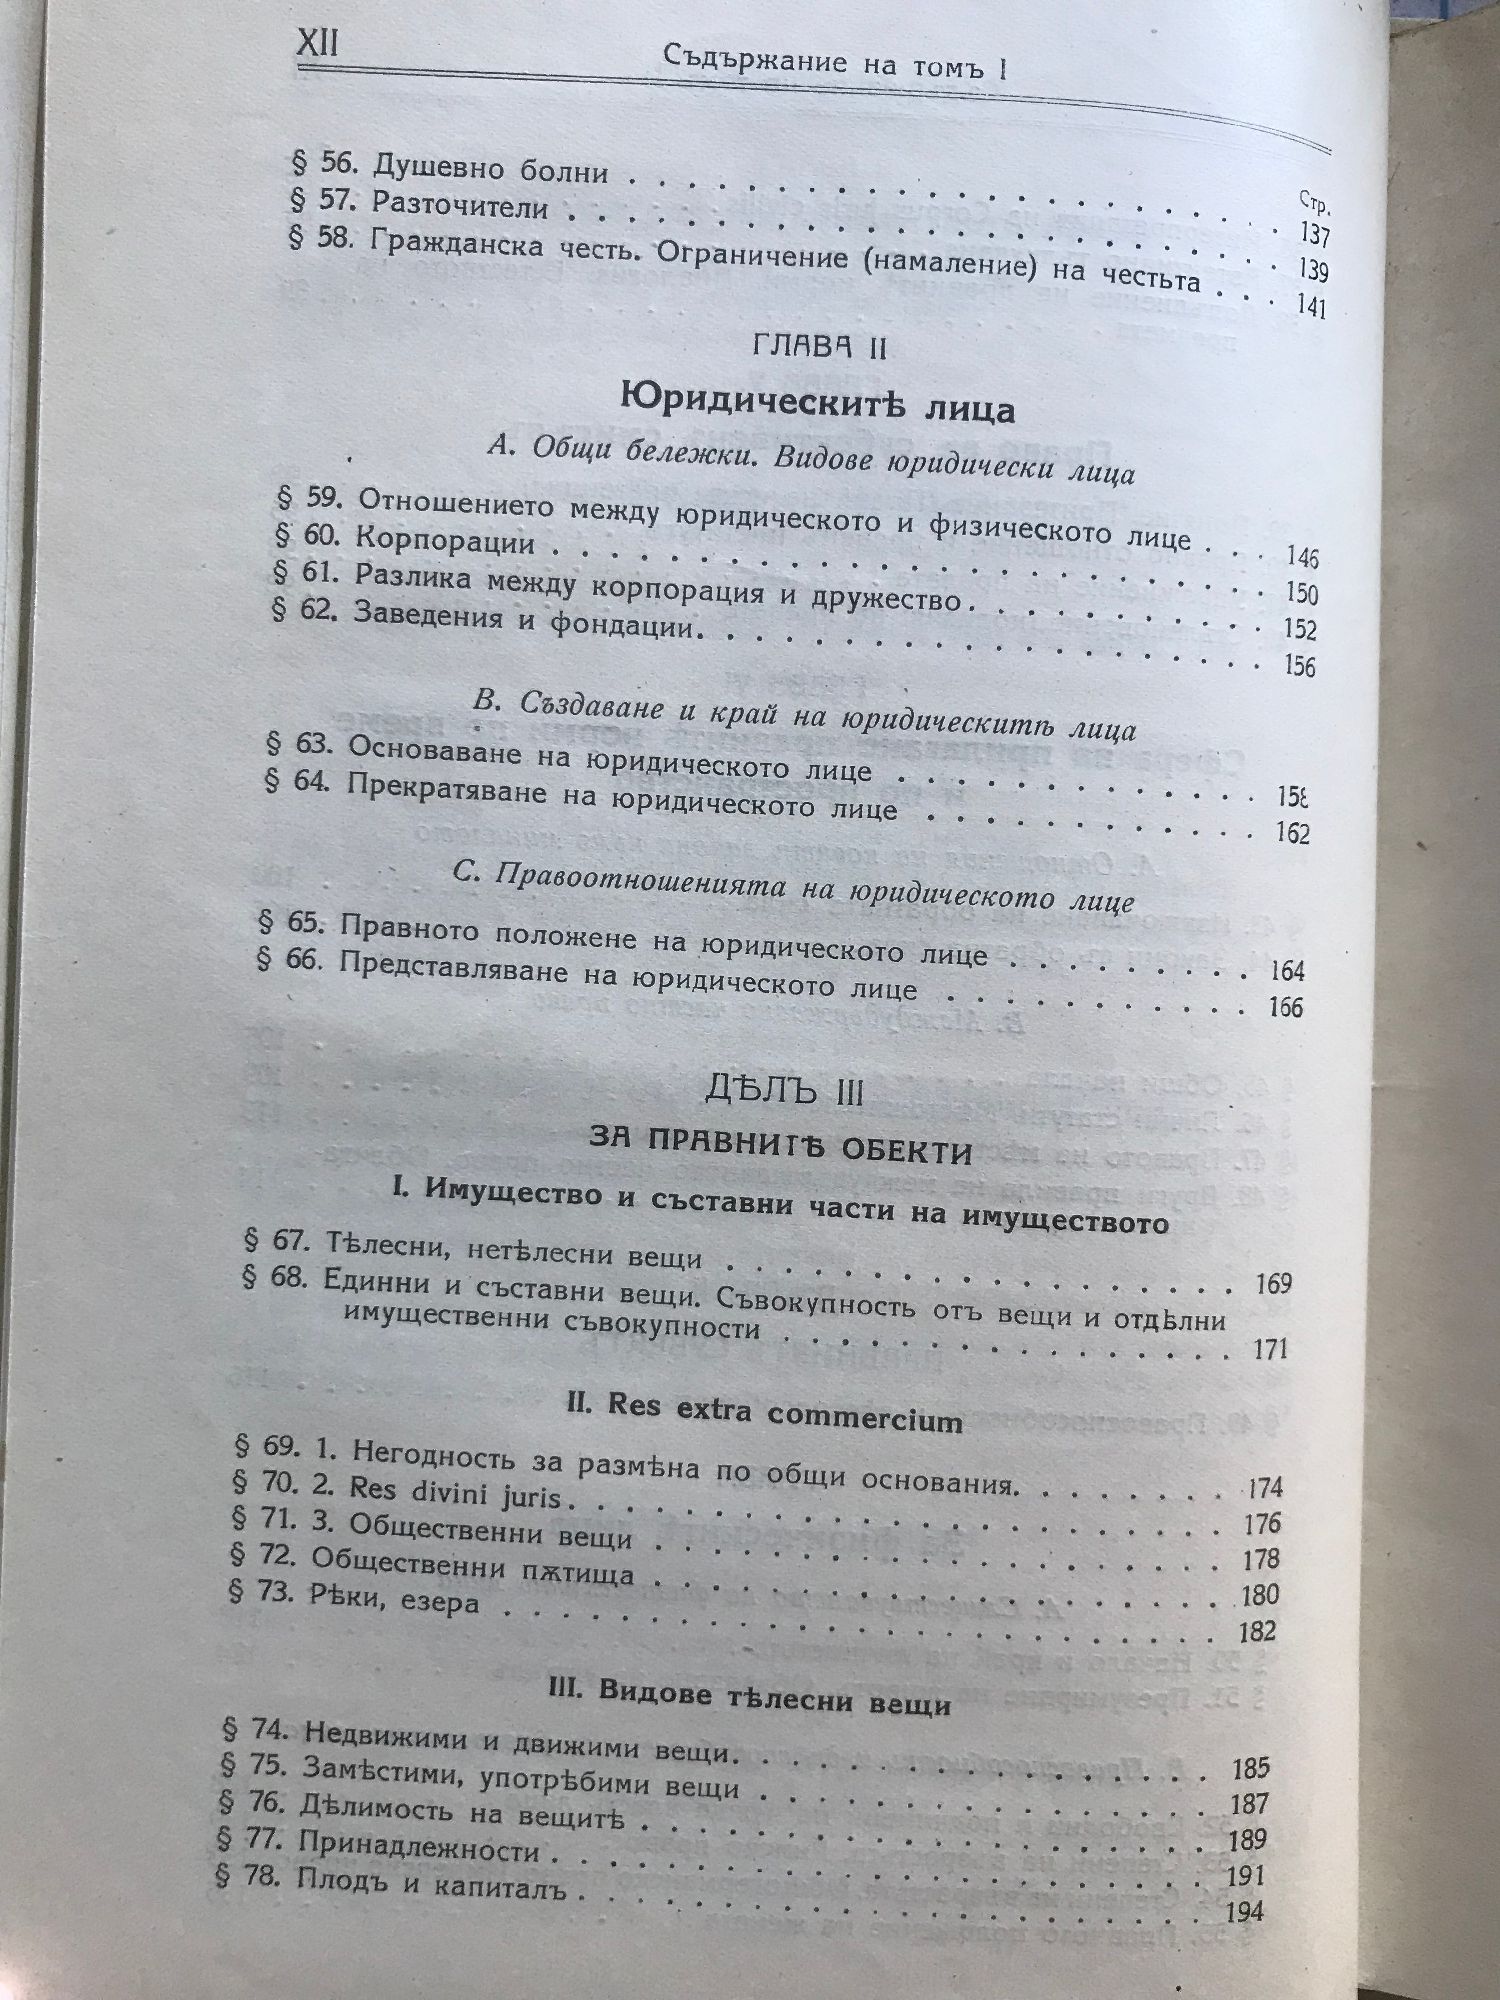 XII Съдържание на томъ I
Стр.
§ 56. Душевно болни . . . . . . . . . . . . . . . . . . . . 137
§ 57. Разточители . . . . . . . . . . . . . . . . . . . . 139
§ 58. Гражданска честь. Ограничение (намаление) на честьта . . . 141
ГЛАВА II
Юридическитѣ лица
А. Общи бележки. Видове юридически лица
§ 59. Отношението между юридическото и физическото лице . . . 146
§ 60. Корпорации . . . . . . . . . . . . . . . . . . . . 150
§ 61. Разлика между корпорация и дружество. . . . . . . . . . . 152
§ 62. Заведения и фондации. . . . . . . . . . . . . . . . . . . 156
В. Създаване и край на юридическитѣ лица
§ 63. Основаване на юридическото лице . . . . . . . . . . . . . 158
§ 64. Прекратяване на юридическото лице . . . . . . . . . . . . 162
С. Правоотношенията на юридическото лице
§ 65. Правното положене на юридическото лице . . . . . . . . . 164
§ 66. Представляване на юридическото лице . . . . . . . . . . . 166
ДѢЛЪ III
ЗА ПРАВНИТѢ ОБЕКТИ
I. Имущество и съставни части на имуществото
§ 67. Тѣлесни, нетѣлесни вещи . . . . . . . . . . . . . . . . . 169
§ 68. Единни и съставни вещи. Съвокупность отъ вещи и отдѣлни
имущественни съвокупности . . . . . . . . . . . . . . . . 171
II. Res extra commercium
§ 69. 1. Негодность за размѣна по общи основания. . . . . . . . 174
§ 70. 2. Res divini juris. . . . . . . . . . . . . . . . . . . . . . . 176
§ 71. 3. Общественни вещи . . . . . . . . . . . . . . . . . . . . 178
§ 72. Общественни пѫтища . . . . . . . . . . . . . . . . . . . . 180
§ 73. Рѣки, езера . . . . . . . . . . . . . . . . . . . . . . . . . 182
III. Видове тѣлесни вещи
§ 74. Недвижими и движими вещи. . . . . . . . . . . . . . . . . 185
§ 75. Замѣстими, употрѣбими вещи . . . . . . . . . . . . . . . . 187
§ 76. Дѣлимость на вещитѣ . . . . . . . . . . . . . . . . . . . . 189
§ 77. Принадлежности . . . . . . . . . . . . . . . . . . . . . . . 191
§ 78. Плодъ и капиталъ . . . . . . . . . . . . . . . . . . . . . . 194